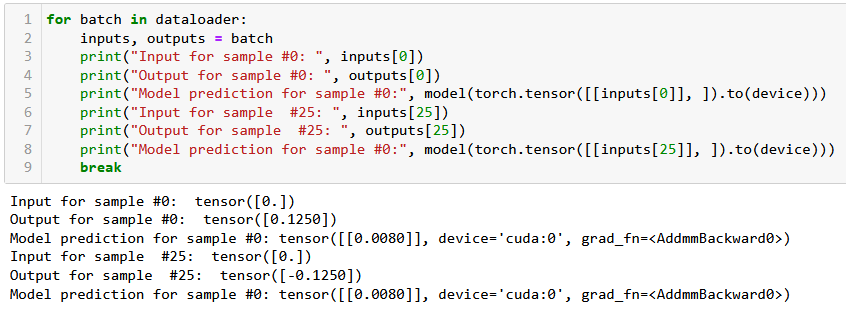 1 for batch in dataloader:
2     inputs, outputs = batch
3     print("Input for sample #0: ", inputs[0])
4     print("Output for sample #0: ", outputs[0])
5     print("Model prediction for sample #0:", model(torch.tensor([[inputs[0]], ]).to(device)))
6     print("Input for sample  #25: ", inputs[25])
7     print("Output for sample  #25: ", outputs[25])
8     print("Model prediction for sample #0:", model(torch.tensor([[inputs[25]], ]).to(device)))
9     break
Input for sample #0:  tensor([0.])
Output for sample #0:  tensor([0.1250])
Model prediction for sample #0: tensor([[0.0080]], device='cuda:0', grad_fn=<AddmmBackward0>)
Input for sample  #25:  tensor([0.])
Output for sample  #25:  tensor([-0.1250])
Model prediction for sample #0: tensor([[0.0080]], device='cuda:0', grad_fn=<AddmmBackward0>)